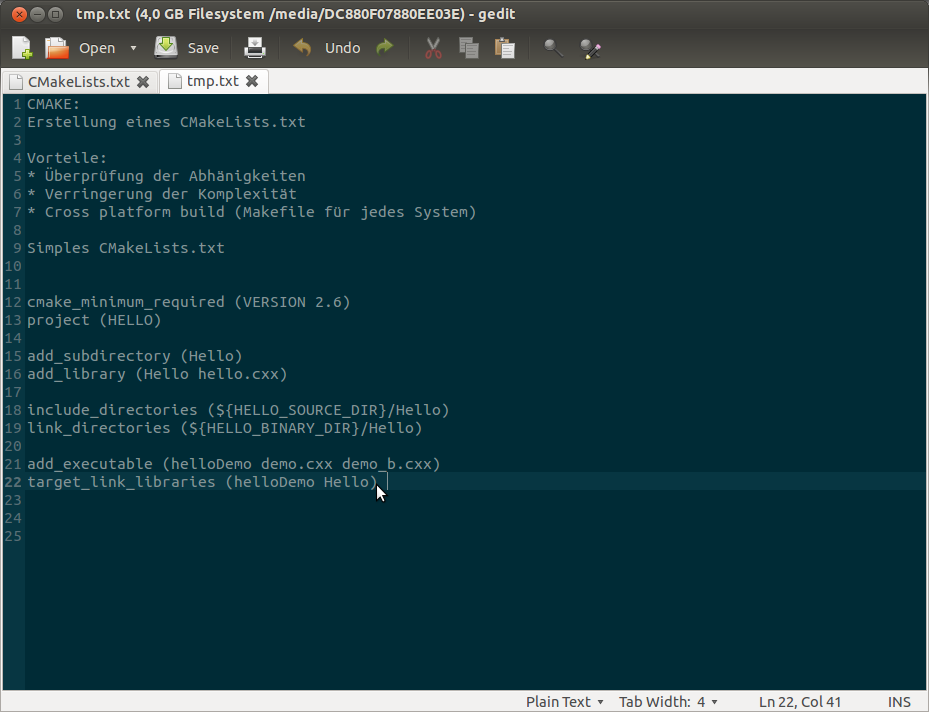 tmp.txt (4,0 GB Filesystem /media/DC880F07880EE03E) - gedit
Open Save Undo
CMakeLists.txt tmp.txt
1 CMAKE:
2 Erstellung eines CMakeLists.txt
3
4 Vorteile:
5 * Überprüfung der Abhänigkeiten
6 * Verringerung der Komplexität
7 * Cross platform build (Makefile für jedes System)
8
9 Simples CMakeLists.txt
10
11
12 cmake_minimum_required (VERSION 2.6)
13 project (HELLO)
14
15 add_subdirectory (Hello)
16 add_library (Hello hello.cxx)
17
18 include_directories (${HELLO_SOURCE_DIR}/Hello)
19 link_directories (${HELLO_BINARY_DIR}/Hello)
20
21 add_executable (helloDemo demo.cxx demo_b.cxx)
22 target_link_libraries (helloDemo Hello)
23
24
25
Plain Text Tab Width: 4 Ln 22, Col 41 INS